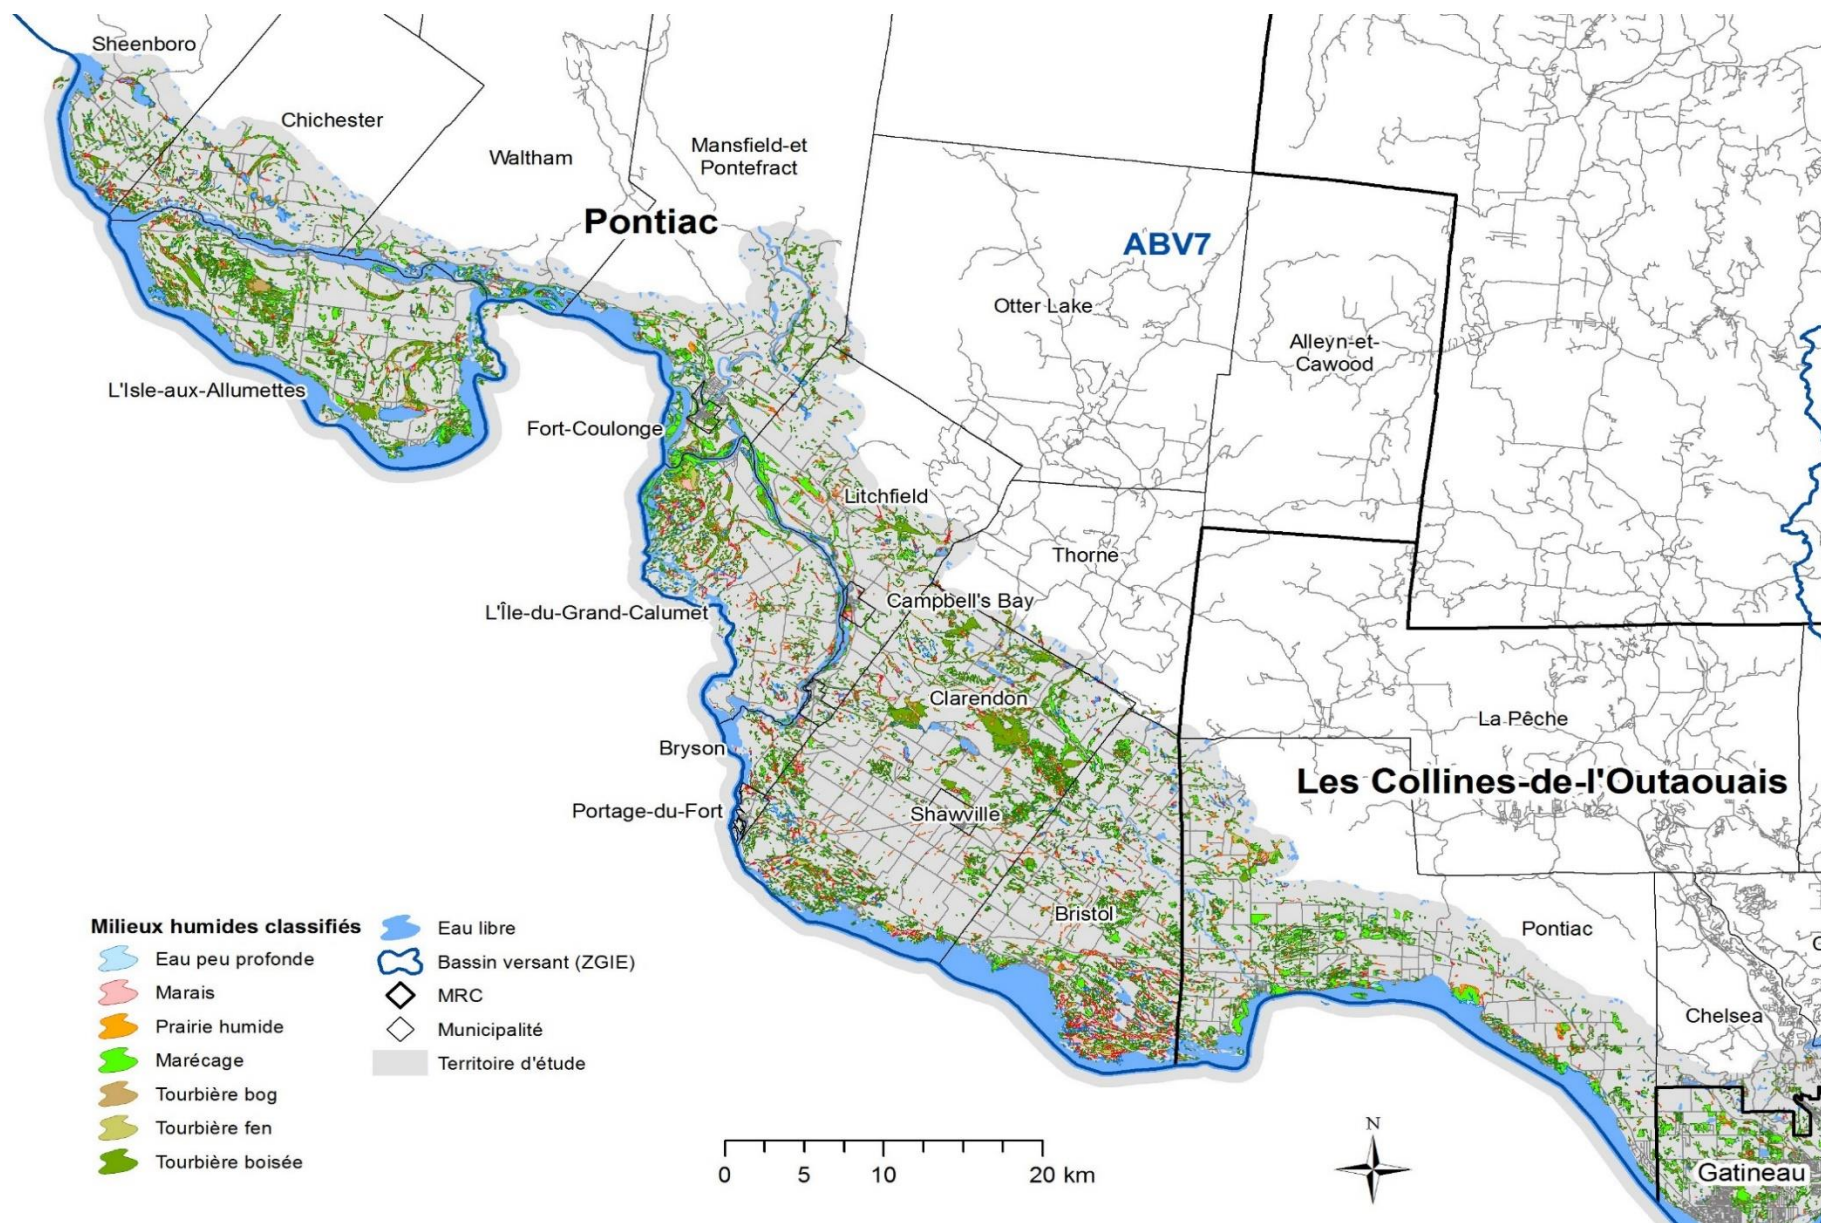 Sheenboro
Chichester
Waltham
Mansfield-et
Pontefract
Pontiac
ABV7
Otter Lake
Alleyn-et-
Cawood
L'Isle-aux-Allumettes
Fort-Coulonge
Litchfield
Thorne
L'Île-du-Grand-Calumet
Campbell's Bay
Clarendon
La Pêche
Bryson
Les Collines-de-l'Outaouais
Portage-du-Fort
Shawville
Bristol
Pontiac
Chelsea
Gatineau
Milieux humides classifiés
Eau peu profonde
Marais
Prairie humide
Marécage
Tourbière bog
Tourbière fen
Tourbière boisée
Eau libre
Bassin versant (ZGIE)
MRC
Municipalité
Territoire d'étude
0 5 10 20 km
N